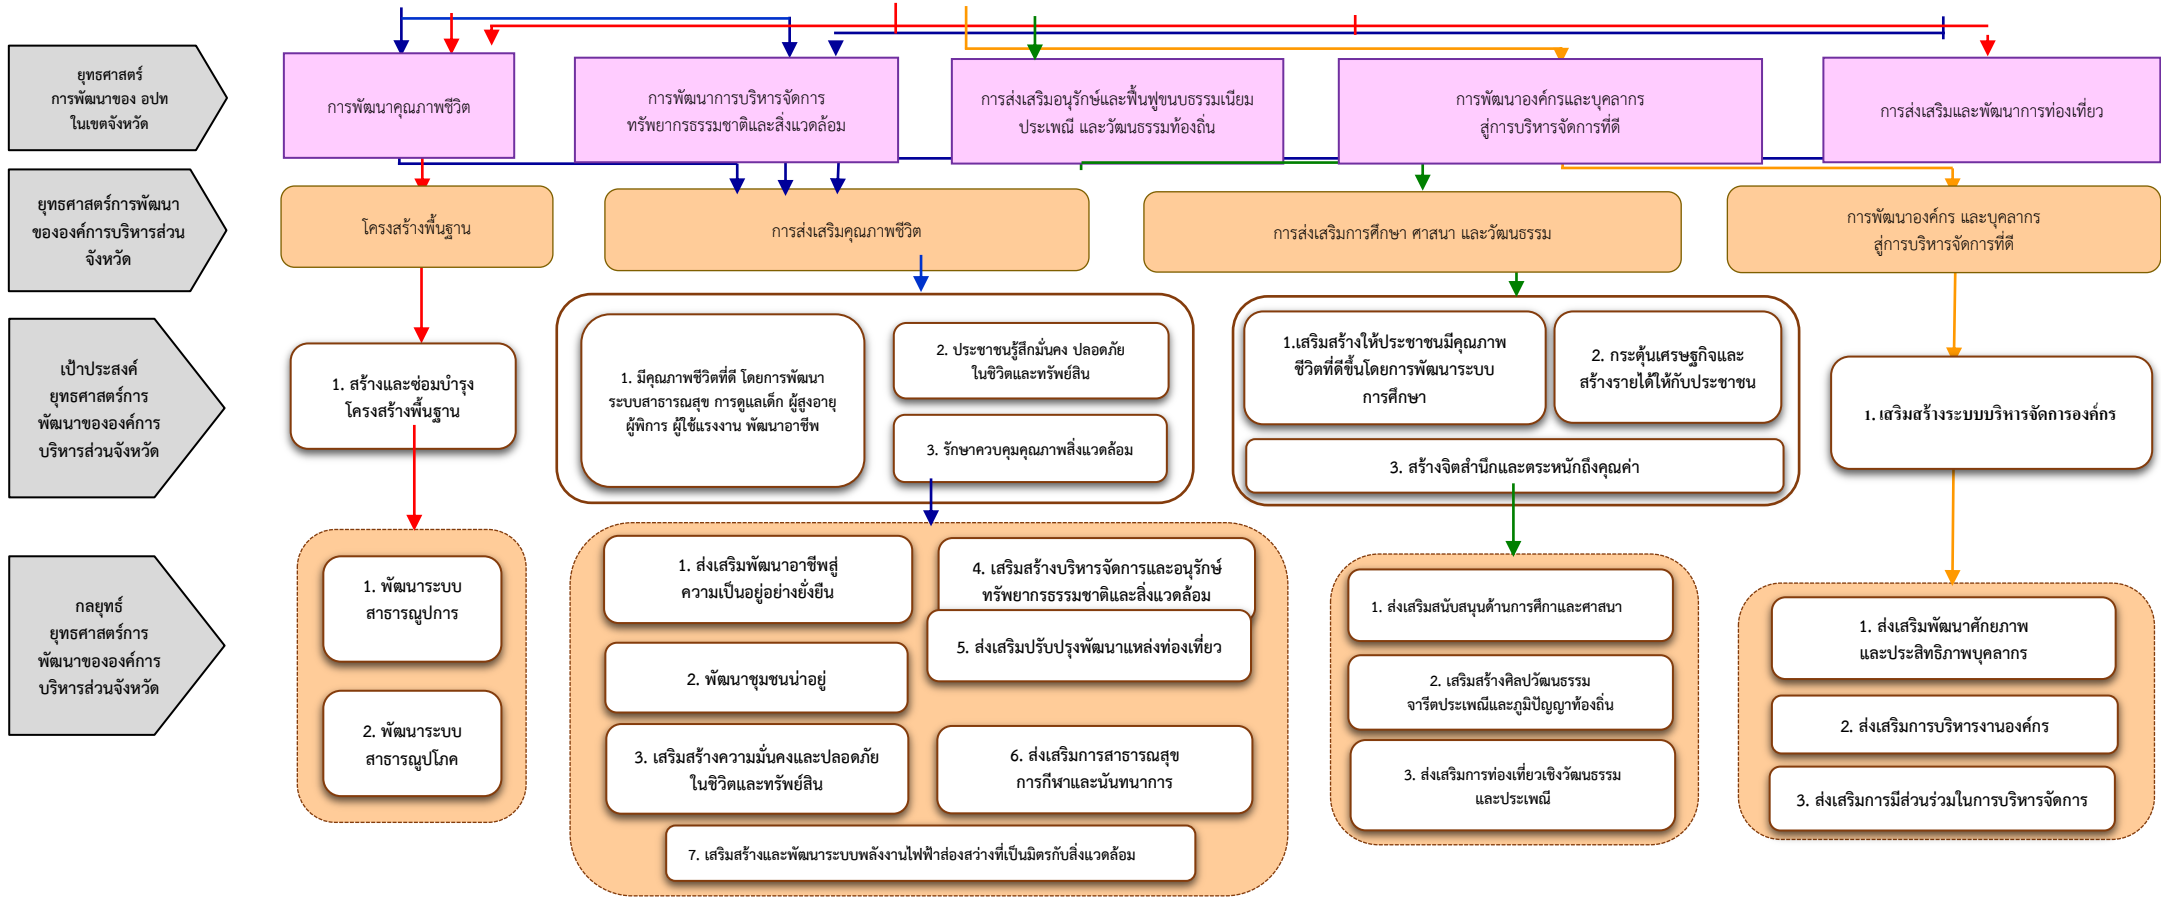 ยุทธศาสตร์
การพัฒนาของ อปท
ในเขตจังหวัด
การพัฒนาคุณภาพชีวิต
การพัฒนาการบริหารจัดการ
ทรัพยากรธรรมชาติและสิ่งแวดล้อม
การส่งเสริมอนุรักษ์และฟื้นฟูขนบธรรมเนียม
ประเพณี และวัฒนธรรมท้องถิ่น
การพัฒนาองค์กรและบุคลากร
สู่การบริหารจัดการที่ดี
การส่งเสริมและพัฒนาการท่องเที่ยว
ยุทธศาสตร์การพัฒนา
ขององค์การบริหารส่วน
จังหวัด
โครงสร้างพื้นฐาน
การส่งเสริมคุณภาพชีวิต
การส่งเสริมการศึกษา ศาสนา และวัฒนธรรม
การพัฒนาองค์กร และบุคลากร
สู่การบริหารจัดการที่ดี
เป้าประสงค์
ยุทธศาสตร์การ
พัฒนาขององค์การ
บริหารส่วนจังหวัด
1. สร้างและซ่อมบำรุง
โครงสร้างพื้นฐาน
1. มีคุณภาพชีวิตที่ดี โดยการพัฒนา
ระบบสาธารณสุข การดูแลเด็ก ผู้สูงอายุ
ผู้พิการ ผู้ใช้แรงงาน พัฒนาอาชีพ
2. ประชาชนรู้สึกมั่นคง ปลอดภัย
ในชีวิตและทรัพย์สิน
3. รักษาควบคุมคุณภาพสิ่งแวดล้อม
1.เสริมสร้างให้ประชาชนมีคุณภาพ
ชีวิตที่ดีขึ้นโดยการพัฒนาระบบ
การศึกษา
2. กระตุ้นเศรษฐกิจและ
สร้างรายได้ให้กับประชาชน
3. สร้างจิตสำนึกและตระหนักถึงคุณค่า
1. เสริมสร้างระบบบริหารจัดการองค์กร
กลยุทธ์
ยุทธศาสตร์การ
พัฒนาขององค์การ
บริหารส่วนจังหวัด
1. พัฒนาระบบ
สาธารณูปการ
2. พัฒนาระบบ
สาธารณูปโภค
1. ส่งเสริมพัฒนาอาชีพสู่
ความเป็นอยู่อย่างยั่งยืน
2. พัฒนาชุมชนน่าอยู่
3. เสริมสร้างความมั่นคงและปลอดภัย
ในชีวิตและทรัพย์สิน
4. เสริมสร้างบริหารจัดการและอนุรักษ์
ทรัพยากรธรรมชาติและสิ่งแวดล้อม
5. ส่งเสริมปรับปรุงพัฒนาแหล่งท่องเที่ยว
6. ส่งเสริมการสาธารณสุข
การกีฬาและนันทนาการ
7. เสริมสร้างและพัฒนาระบบพลังงานไฟฟ้าส่องสว่างที่เป็นมิตรกับสิ่งแวดล้อม
1. ส่งเสริมสนับสนุนด้านการศึกาและศาสนา
2. เสริมสร้างศิลปวัฒนธรรม
จารีตประเพณีและภูมิปัญญาท้องถิ่น
3. ส่งเสริมการท่องเที่ยวเชิงวัฒนธรรม
และประเพณี
1. ส่งเสริมพัฒนาศักยภาพ
และประสิทธิภาพบุคลากร
2. ส่งเสริมการบริหารงานองค์กร
3. ส่งเสริมการมีส่วนร่วมในการบริหารจัดการ